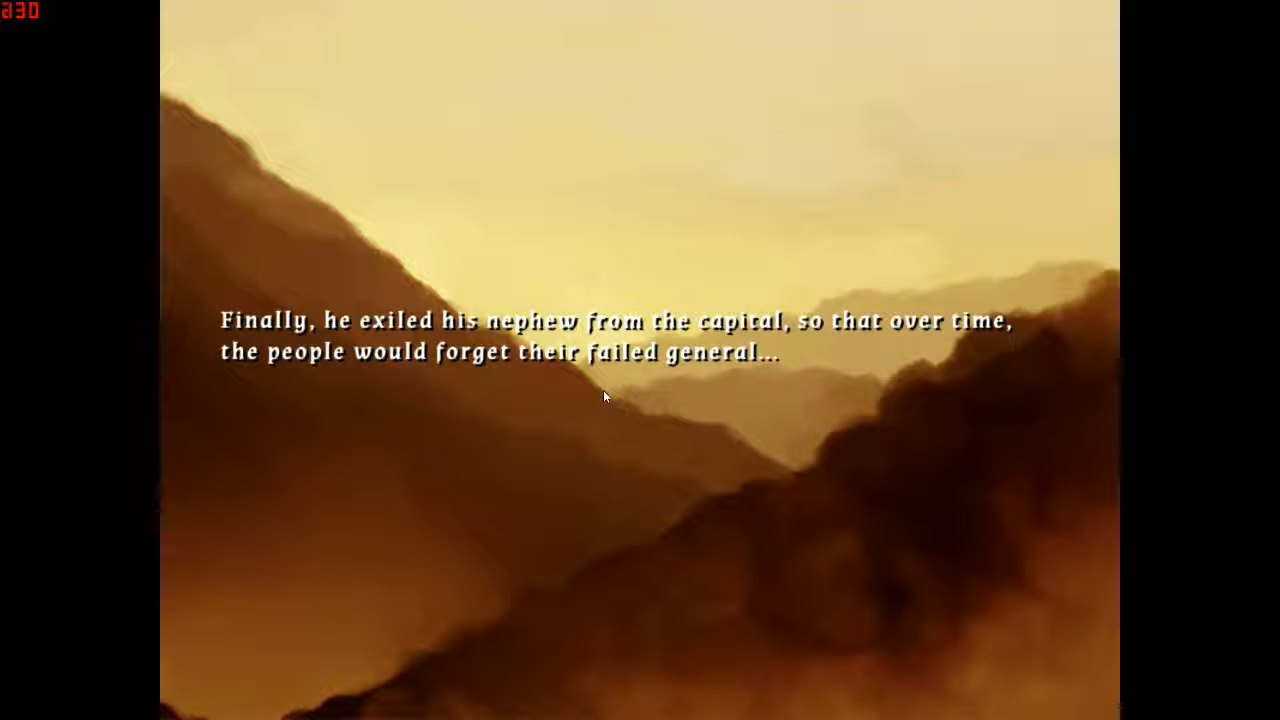 Finally, he exiled his nephew from the capital, so that over time,
the people would forget their failed general...